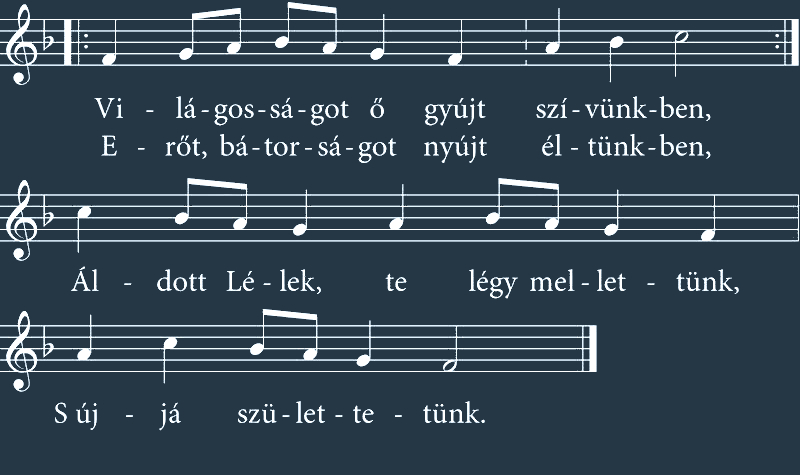 Vi - lá-gos-sá-got ő gyújt szí-vünk-ben,
E - rőt, bá-tor-sá-got nyújt él-tünk-ben,
Ál - dott Lé-lek, te légy mel-let - tünk,
S új - já szü-let-te - tünk.